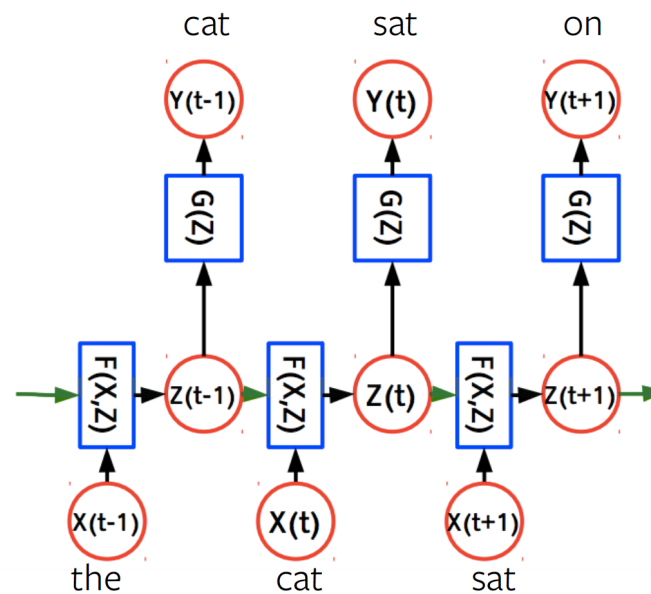 cat sat on
Y(t-1) Y(t) Y(t+1)
G(Z) G(Z) G(Z)
F(X,Z) Z(t-1) F(X,Z) Z(t) F(X,Z) Z(t+1)
X(t-1) X(t) X(t+1)
the cat sat